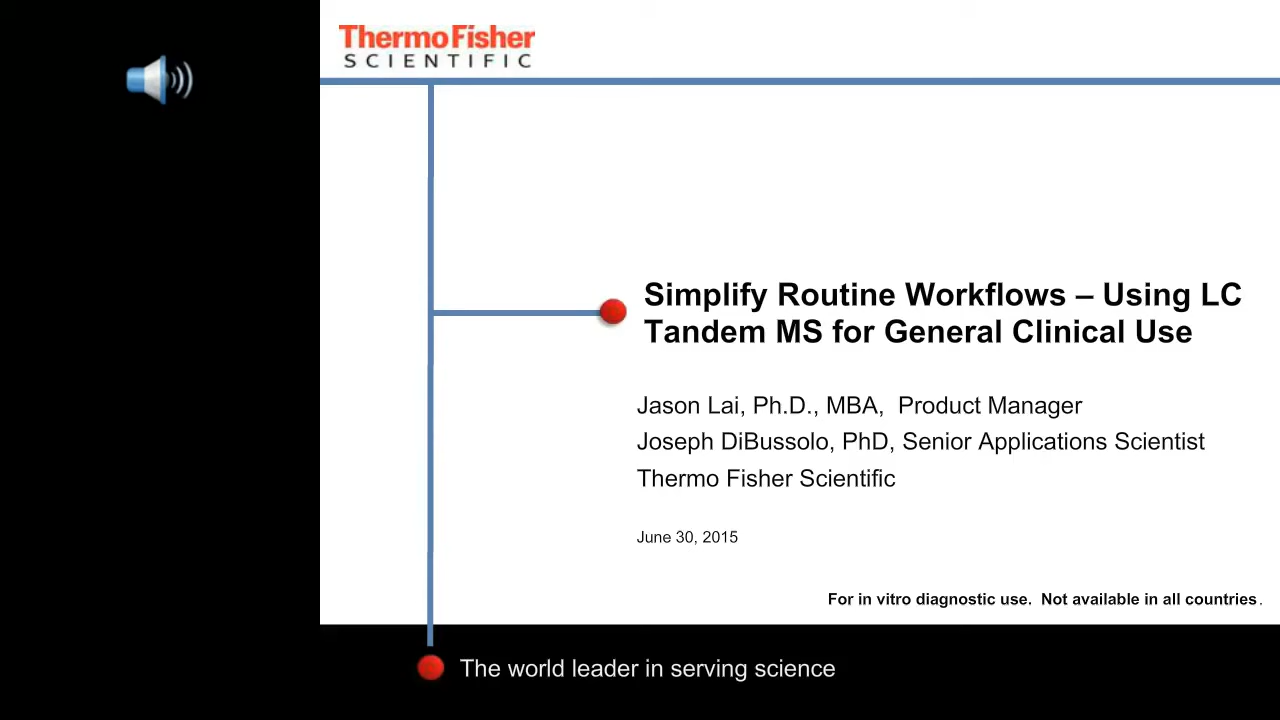 ThermoFisher
SCIENTIFIC
Simplify Routine Workflows – Using LC
Tandem MS for General Clinical Use
Jason Lai, Ph.D., MBA,  Product Manager
Joseph DiBussolo, PhD, Senior Applications Scientist
Thermo Fisher Scientific
June 30, 2015
For in vitro diagnostic use.  Not available in all countries.
The world leader in serving science